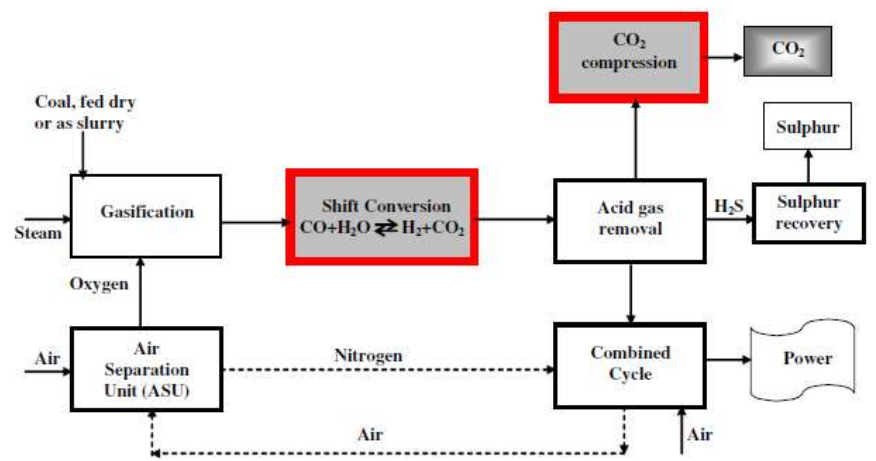 CO₂
compression
CO₂
Coal, fed dry
or as slurry
Sulphur
Gasification
Shift Conversion
CO+H₂O ⇄ H₂+CO₂
Acid gas
removal
H₂S
Sulphur
recovery
Steam
Oxygen
Air
Air
Separation
Unit (ASU)
Nitrogen
Combined
Cycle
Power
Air
Air